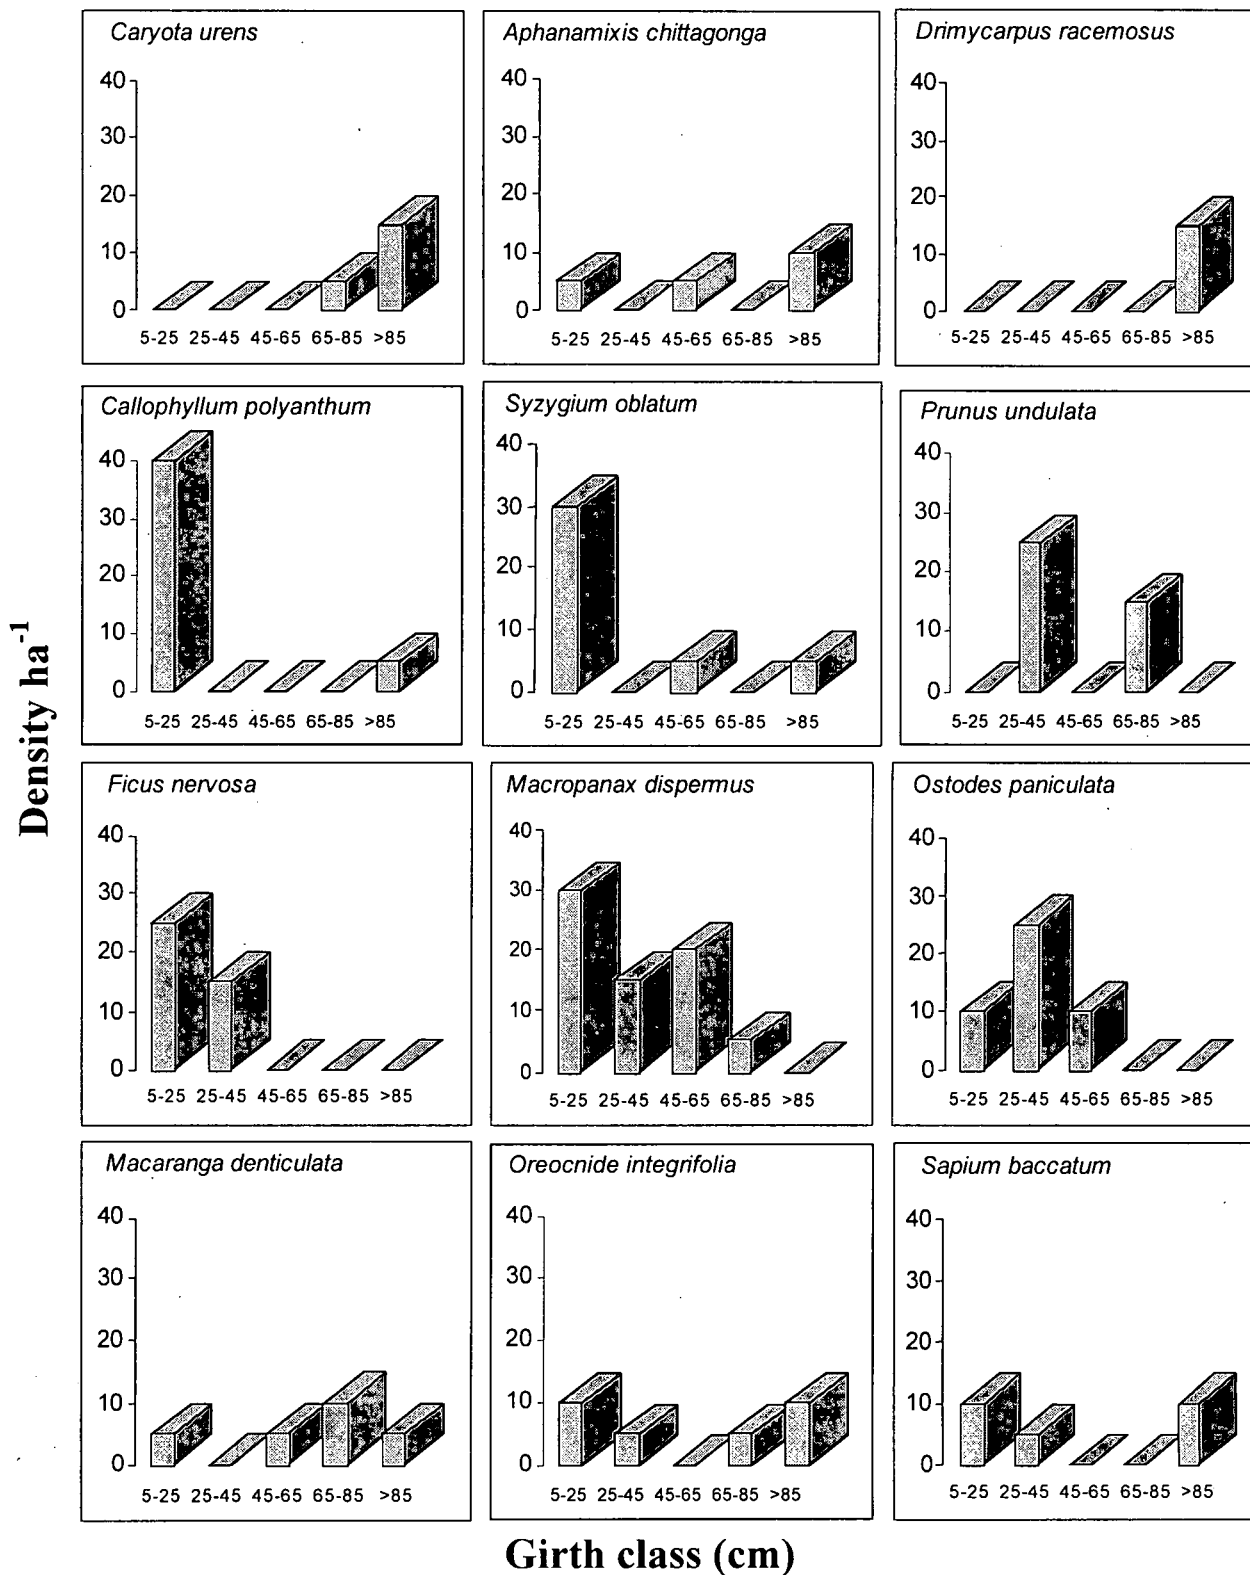 Caryota urens
40
30
20
10
0
5-25 25-45 45-65 65-85 >85
Aphanamixis chittagonga
40
30
20
10
0
5-25 25-45 45-65 65-85 >85
Drimycarpus racemosus
40
30
20
10
0
5-25 25-45 45-65 65-85 >85
Callophyllum polyanthum
40
30
20
10
0
5-25 25-45 45-65 65-85 >85
Syzygium oblatum
40
30
20
10
0
5-25 25-45 45-65 65-85 >85
Prunus undulata
40
30
20
10
0
5-25 25-45 45-65 65-85 >85
Ficus nervosa
40
30
20
10
0
5-25 25-45 45-65 65-85 >85
Macropanax dispermus
40
30
20
10
0
5-25 25-45 45-65 65-85 >85
Ostodes paniculata
40
30
20
10
0
5-25 25-45 45-65 65-85 >85
Macaranga denticulata
40
30
20
10
0
5-25 25-45 45-65 65-85 >85
Oreocnide integrifolia
40
30
20
10
0
5-25 25-45 45-65 65-85 >85
Sapium baccatum
40
30
20
10
0
5-25 25-45 45-65 65-85 >85
Density ha⁻¹
Girth class (cm)